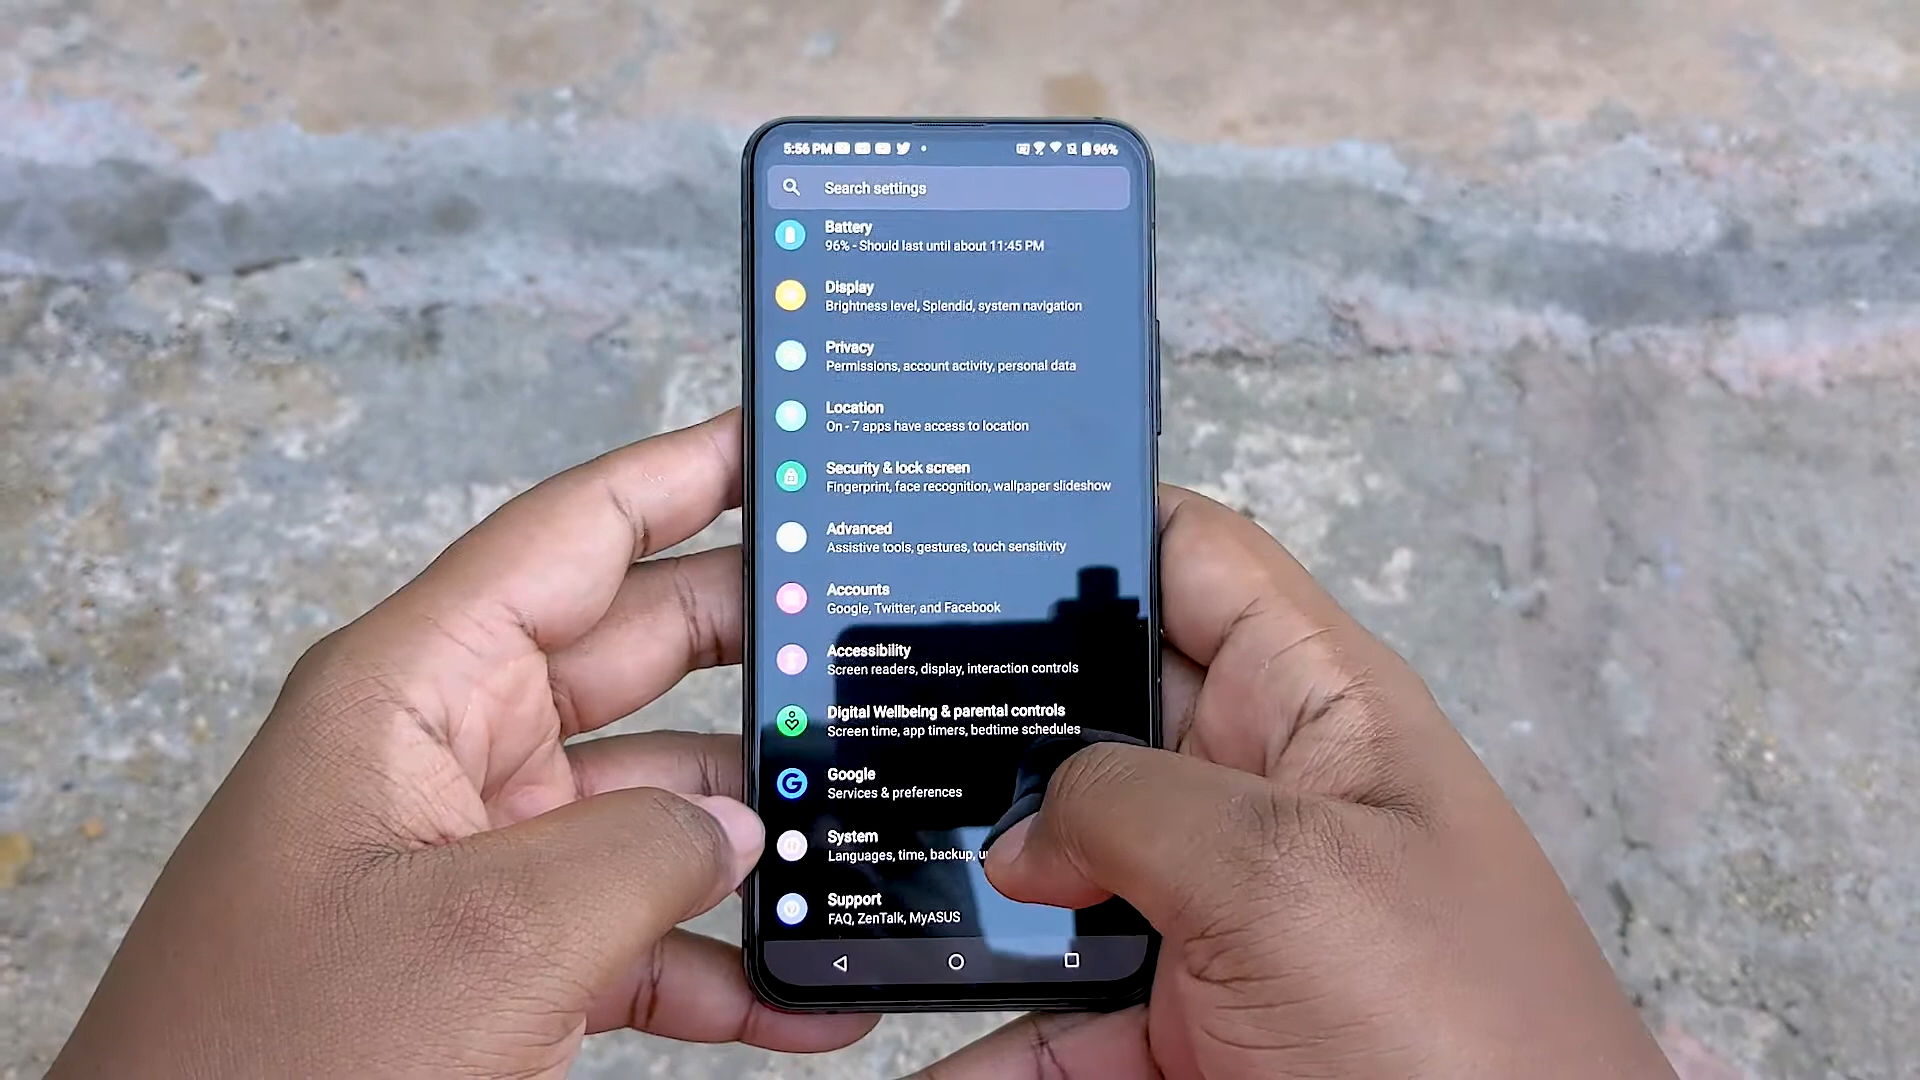 5:56 PM
96%
Search settings
Battery
96% - Should last until about 11:45 PM
Display
Brightness level, Splendid, system navigation
Privacy
Permissions, account activity, personal data
Location
On - 7 apps have access to location
Security & lock screen
Fingerprint, face recognition, wallpaper slideshow
Advanced
Assistive tools, gestures, touch sensitivity
Accounts
Google, Twitter, and Facebook
Accessibility
Screen readers, display, interaction controls
Digital Wellbeing & parental controls
Screen time, app timers, bedtime schedules
Google
Services & preferences
System
Languages, time, backup,
Support
FAQ, ZenTalk, MyASUS